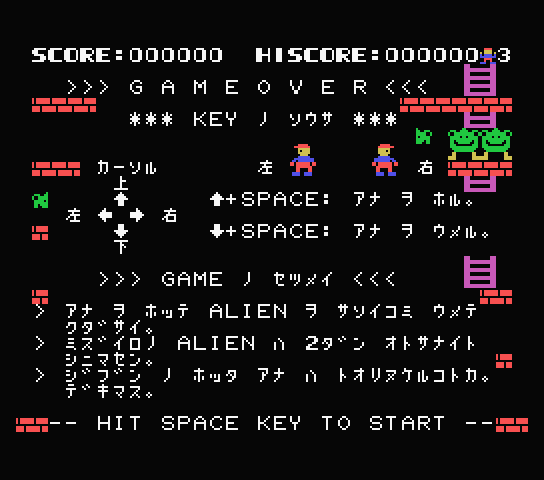 SCORE:000000 HISCORE:000000 3
>>> G A M E O V E R <<<
*** KEY ノ ソウサ ***
カーソル 左 右
上
左 ⬆ ⬅ ➡ ⬇ 右
下
⬆+SPACE: アナ ヲ ホル。
⬇+SPACE: アナ ヲ ウメル。
>>> GAME ノ セツメイ <<<
> アナ ヲ ホッテ ALIEN ヲ サソイコミ ウメテ
クダサイ。
> ミズイロノ ALIEN ハ 2ダン オトサナイト
シニマセン。
> ジブン ノ ホッタ アナ ハ トオリヌケルコトカ。
デキマス。
-- HIT SPACE KEY TO START --